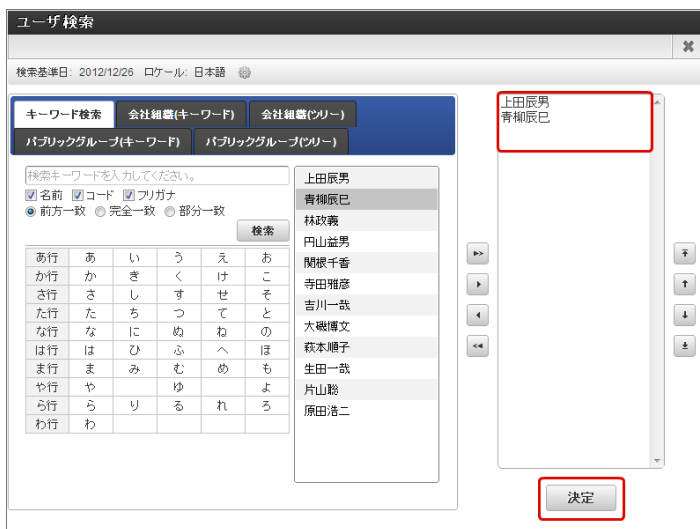 ユーザ検索
検索基準日: 2012/12/26 ロケール: 日本語
キーワード検索 会社組織(キーワード) 会社組織(ツリー)
パブリックグループ(キーワード) パブリックグループ(ツリー)
検索キーワードを入力してください。
名前 コード フリガナ
前方一致 完全一致 部分一致
検索
あ行 あ い う え お
か行 か き く け こ
さ行 さ し す せ そ
た行 た ち つ て と
な行 な に ぬ ね の
は行 は ひ ふ へ ほ
ま行 ま み む め も
や行 や ゆ よ
ら行 ら り る れ ろ
わ行 わ
上田辰男
青柳辰巳
林政義
円山益男
関根千香
寺田雅彦
吉川一哉
大磯博文
萩本順子
生田一哉
片山聡
原田浩二
上田辰男
青柳辰巳
決定